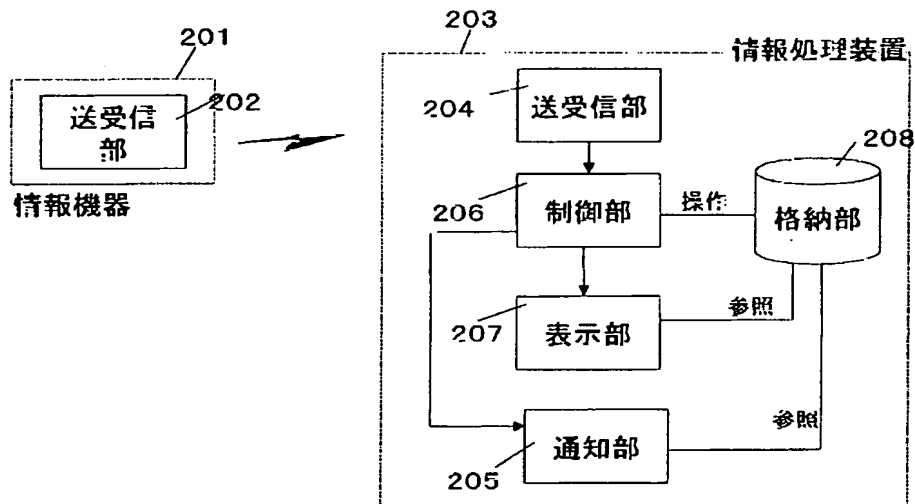 201
202
送受信
部
情報機器
203
情報処理装置
204
送受信部
208
206
制御部
操作
格納部
207
表示部
参照
205
通知部
参照